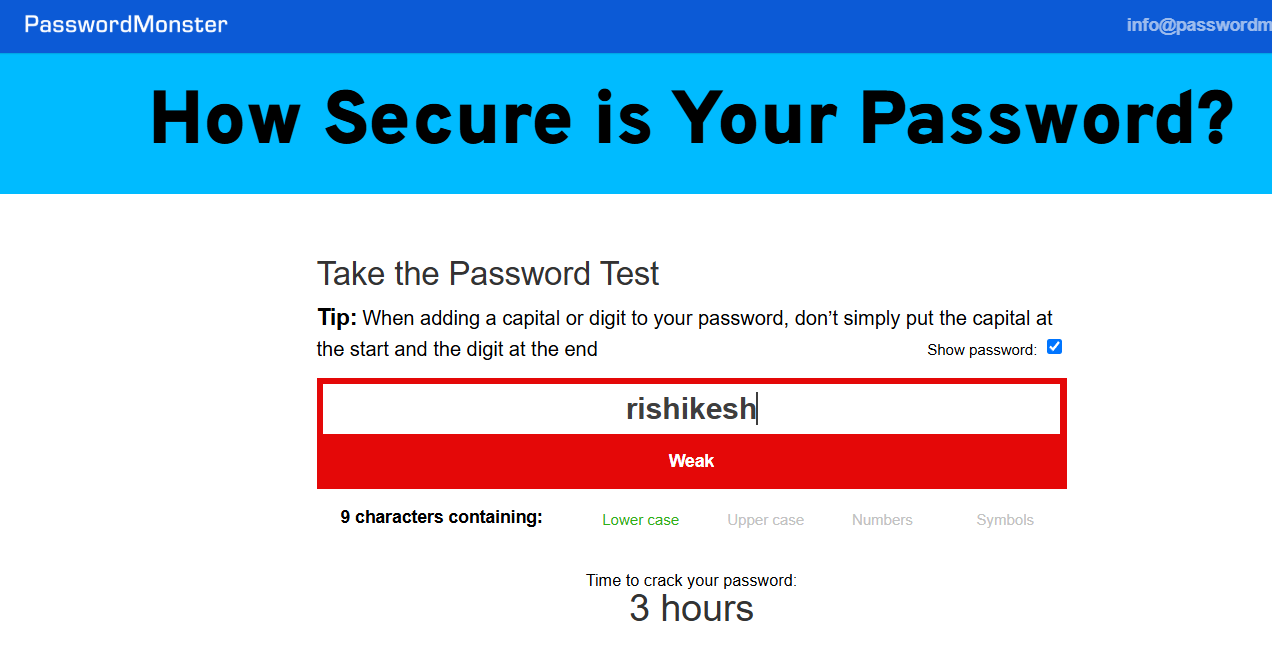 PasswordMonster
info@passwordm
How Secure is Your Password?
Take the Password Test
Tip: When adding a capital or digit to your password, don’t simply put the capital at
the start and the digit at the end
Show password:
rishikesh
Weak
9 characters containing:
Lower case
Upper case
Numbers
Symbols
Time to crack your password:
3 hours